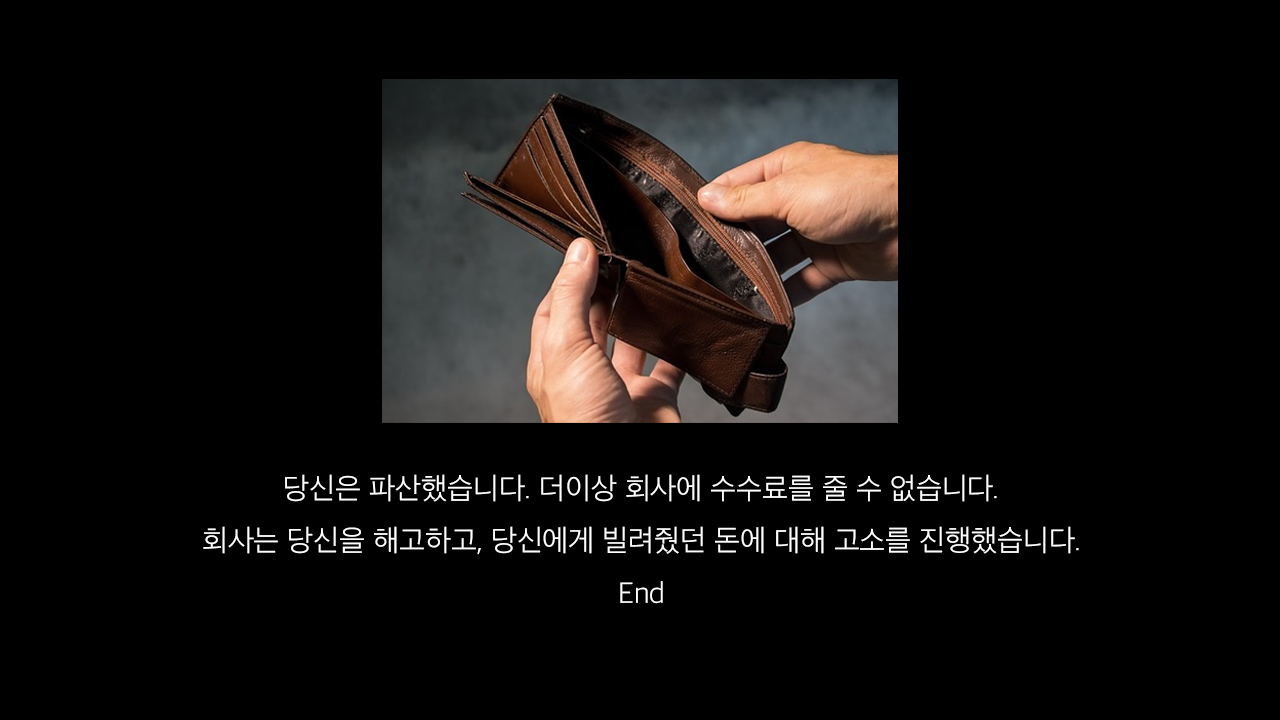 당신은 파산했습니다. 더이상 회사에 수수료를 줄 수 없습니다.
회사는 당신을 해고하고, 당신에게 빌려줬던 돈에 대해 고소를 진행했습니다.
End